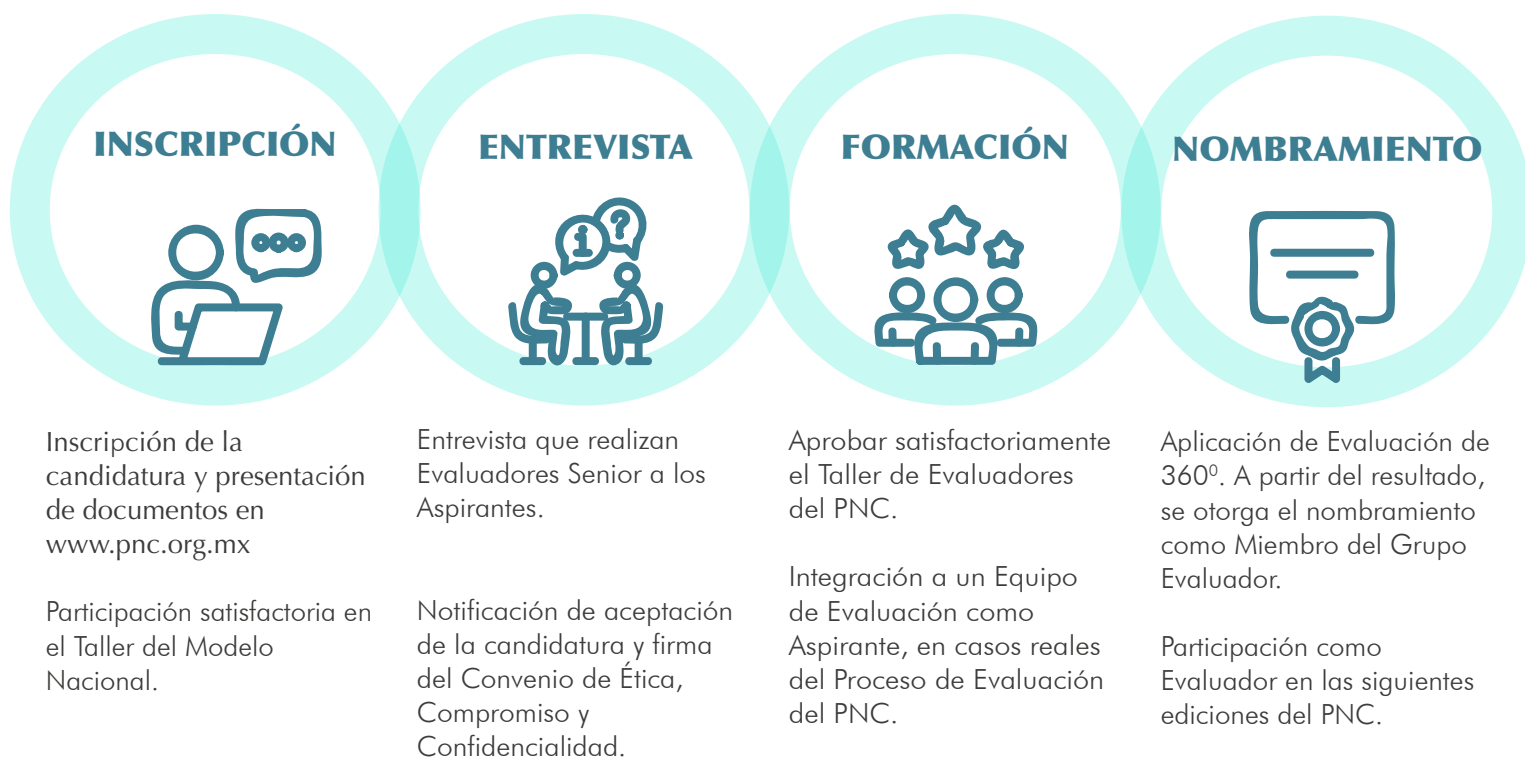 INSCRIPCIÓN
Inscripción de la
candidatura y presentación
de documentos en
www.pnc.org.mx
Participación satisfactoria en
el Taller del Modelo
Nacional.
ENTREVISTA
i
?
Entrevista que realizan
Evaluadores Senior a los
Aspirantes.
Notificación de aceptación
de la candidatura y firma
del Convenio de Ética,
Compromiso y
Confidencialidad.
FORMACIÓN
Aprobar satisfactoriamente
el Taller de Evaluadores
del PNC.
Integración a un Equipo
de Evaluación como
Aspirante, en casos reales
del Proceso de Evaluación
del PNC.
NOMBRAMIENTO
Aplicación de Evaluación de
360⁰. A partir del resultado,
se otorga el nombramiento
como Miembro del Grupo
Evaluador.
Participación como
Evaluador en las siguientes
ediciones del PNC.